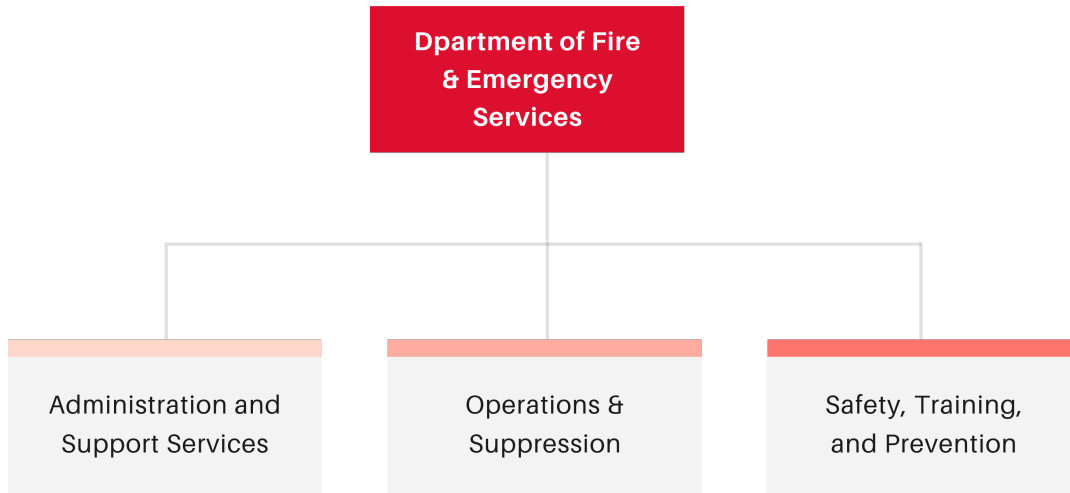 Dpartment of Fire
& Emergency
Services
Administration and
Support Services
Operations &
Suppression
Safety, Training,
and Prevention